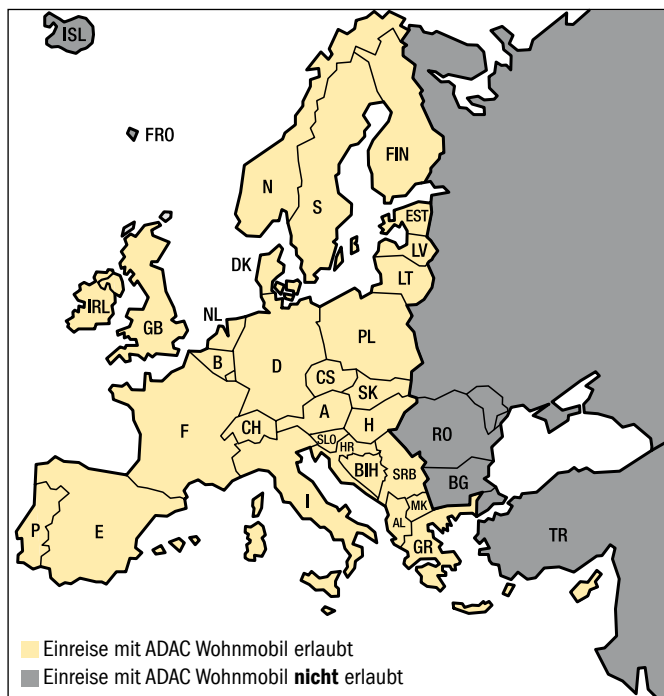 ISL
FRO
FIN
N
S
EST
LV
DK
LT
IRL
NL
GB
PL
B
D
CS
SK
A
F
CH
H
SLO
HR
RO
BIH
SRB
BG
I
MK
P
E
AL
TR
GR
Einreise mit ADAC Wohnmobil erlaubt
Einreise mit ADAC Wohnmobil nicht erlaubt